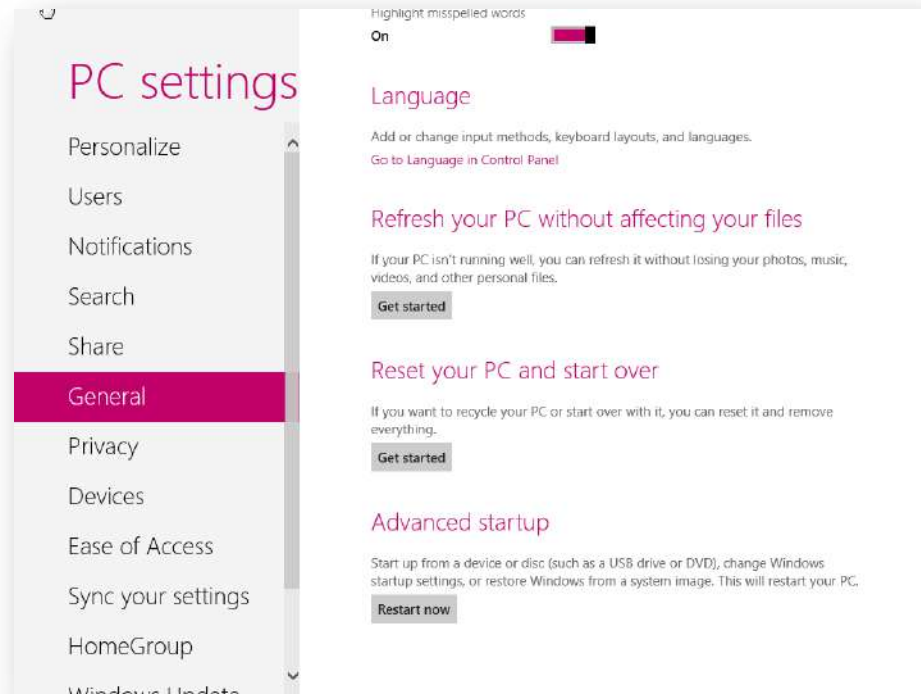 PC settings
Personalize
Users
Notifications
Search
Share
General
Privacy
Devices
Ease of Access
Sync your settings
HomeGroup
Windows Update
Highlight misspelled words
On
Language
Add or change input methods, keyboard layouts, and languages.
Go to Language in Control Panel
Refresh your PC without affecting your files
If your PC isn't running well, you can refresh it without losing your photos, music,
videos, and other personal files.
Get started
Reset your PC and start over
If you want to recycle your PC or start over with it, you can reset it and remove
everything.
Get started
Advanced startup
Start up from a device or disc (such as a USB drive or DVD), change Windows
startup settings, or restore Windows from a system image. This will restart your PC.
Restart now